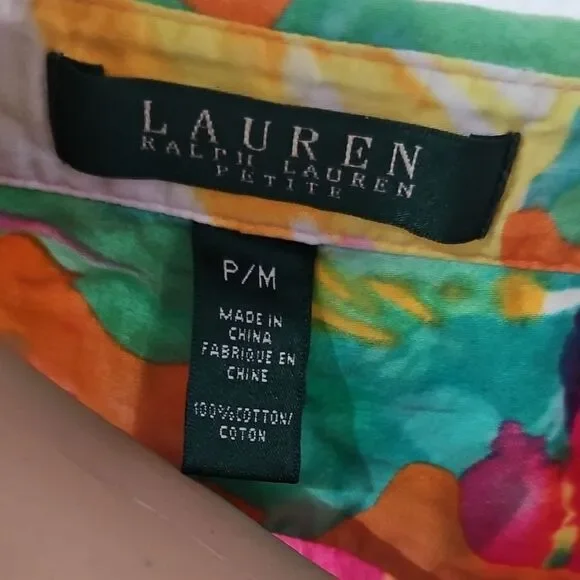 LAUREN
RALPH LAUREN
PETITE
P/M
MADE IN
CHINA
FABRIQUE EN
CHINE
100%COTTON/
COTON